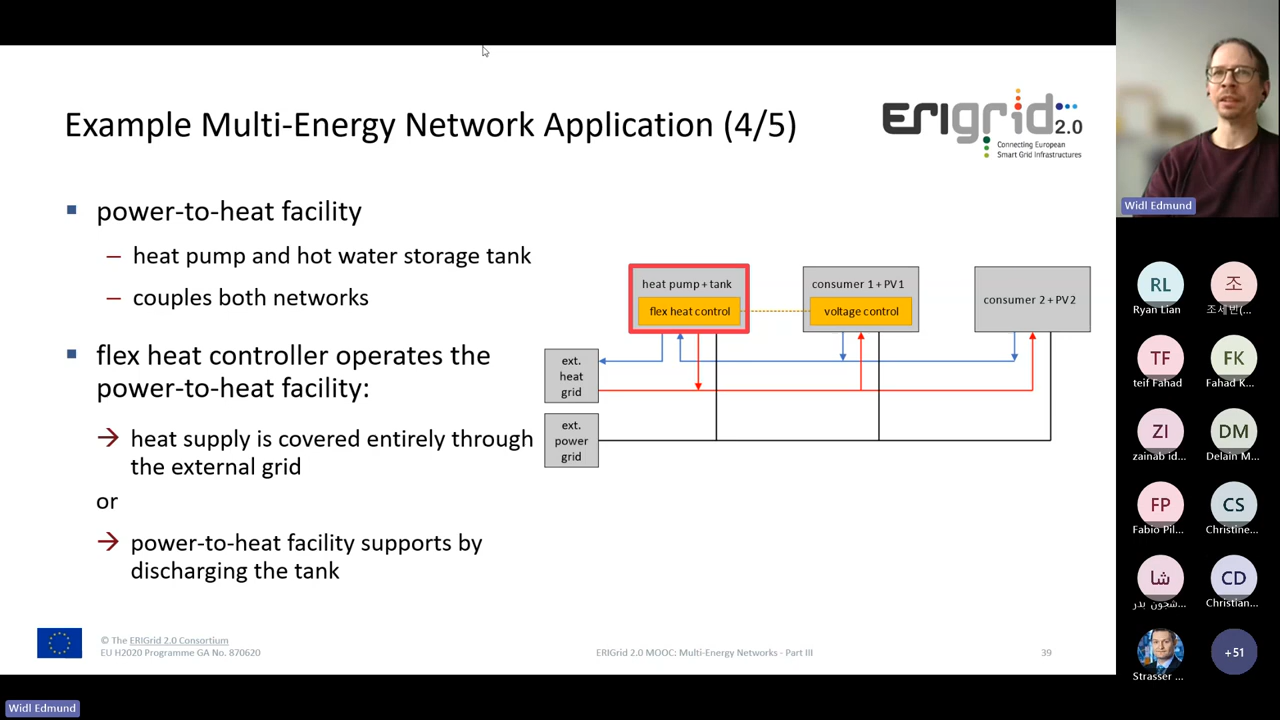 Example Multi-Energy Network Application (4/5)
ERIgrid 2.0
Connecting European
Smart Grid Infrastructures
▪ power-to-heat facility
– heat pump and hot water storage tank
– couples both networks
▪ flex heat controller operates the
power-to-heat facility:
→ heat supply is covered entirely through
the external grid
or
→ power-to-heat facility supports by
discharging the tank
heat pump + tank
flex heat control
consumer 1 + PV1
voltage control
consumer 2 + PV2
ext.
heat
grid
ext.
power
grid
© The ERIGrid 2.0 Consortium
EU H2020 Programme GA No. 870620
ERIGrid 2.0 MOOC: Multi-Energy Networks - Part III
39
Widl Edmund
RL
Ryan Lian
조
조세빈(...
TF
teif Fahad
FK
Fahad K...
ZI
zainab id...
DM
Delain M...
FP
Fabio Pil...
CS
Christine...
شا
شجون بدر...
CD
Christian...
Strasser ...
+51
Widl Edmund